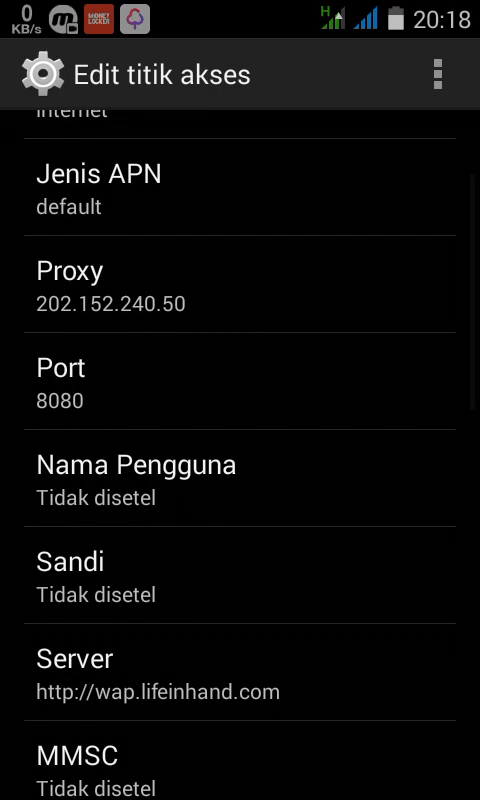 0
KB/s
MONEY
LOCKER
H
20:18
Edit titik akses
internet
Jenis APN
default
Proxy
202.152.240.50
Port
8080
Nama Pengguna
Tidak disetel
Sandi
Tidak disetel
Server
http://wap.lifeinhand.com
MMSC
Tidak disetel